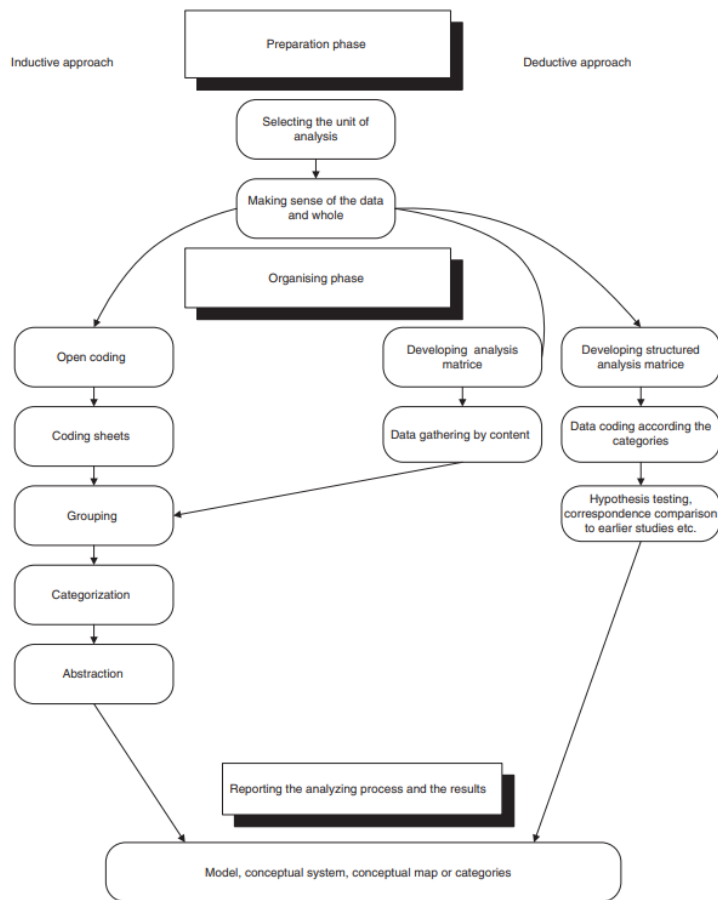 Preparation phase
Inductive approach
Deductive approach
Selecting the unit of
analysis
Making sense of the data
and whole
Organising phase
Open coding
Developing  analysis
matrice
Developing structured
analysis matrice
Coding sheets
Data gathering by content
Data coding according the
categories
Grouping
Hypothesis testing,
correspondence comparison
to earlier studies etc.
Categorization
Abstraction
Reporting the analyzing process and the results
Model, conceptual system, conceptual map or categories